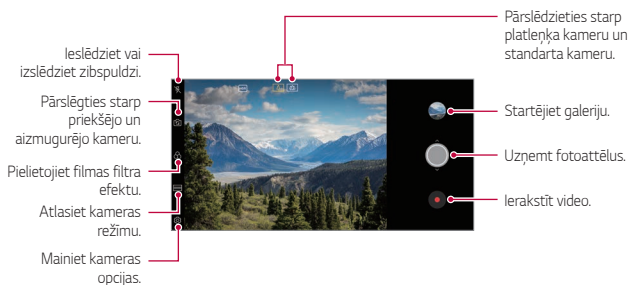 Ieslēdziet vai
izslēdziet zibspuldzi.
Pārslēgties starp
priekšējo un
aizmugurējo kameru.
Pielietojiet filmas filtra
efektu.
Atlasiet kameras
režīmu.
Mainiet kameras
opcijas.
Pārslēdzieties starp
platleņķa kameru un
standarta kameru.
Startējiet galeriju.
Uzņemt fotoattēlus.
Ierakstīt video.